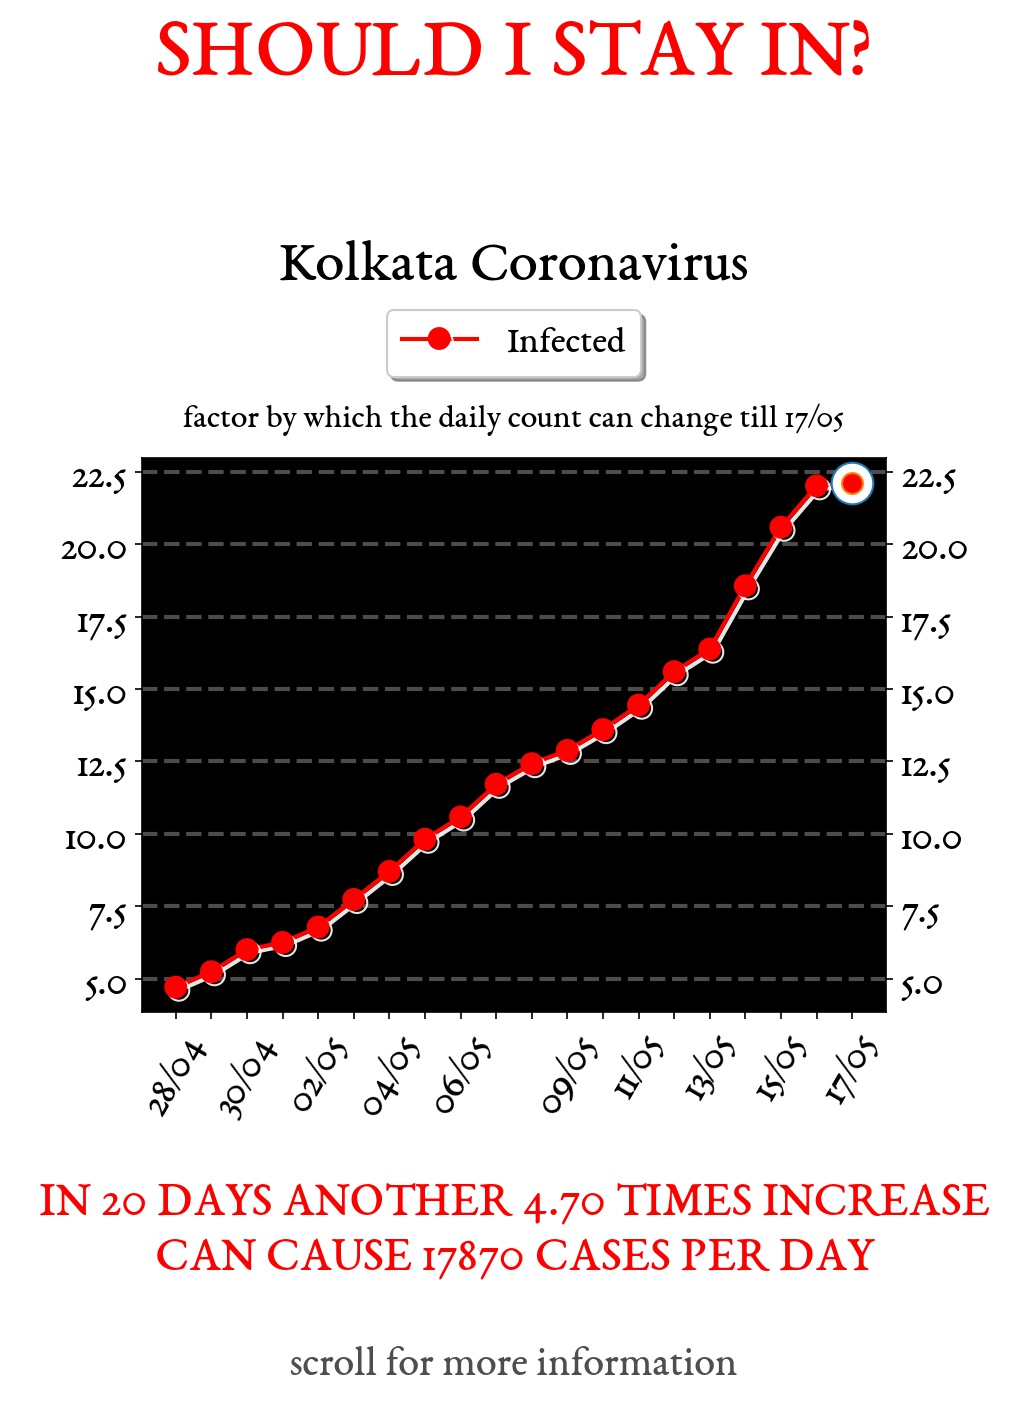 SHOULD I STAY IN?
Kolkata Coronavirus
Infected
factor by which the daily count can change till 17/05
22.5 22.5
20.0 20.0
17.5 17.5
15.0 15.0
12.5 12.5
10.0 10.0
7.5 7.5
5.0 5.0
28/04 30/04 02/05 04/05 06/05 09/05 11/05 13/05 15/05 17/05
IN 20 DAYS ANOTHER 4.70 TIMES INCREASE
CAN CAUSE 17870 CASES PER DAY
scroll for more information